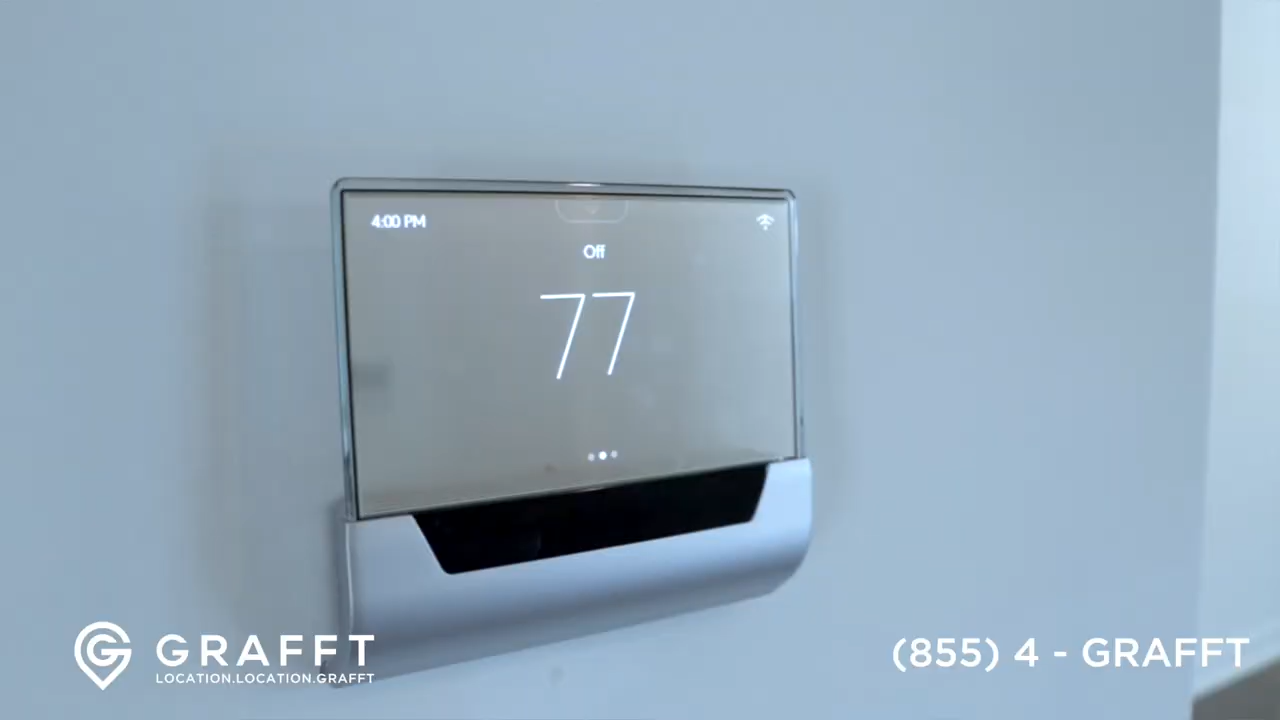 4:00 PM
Off
77
GRAFFT
LOCATION.LOCATION.GRAFFT
(855) 4 - GRAFFT